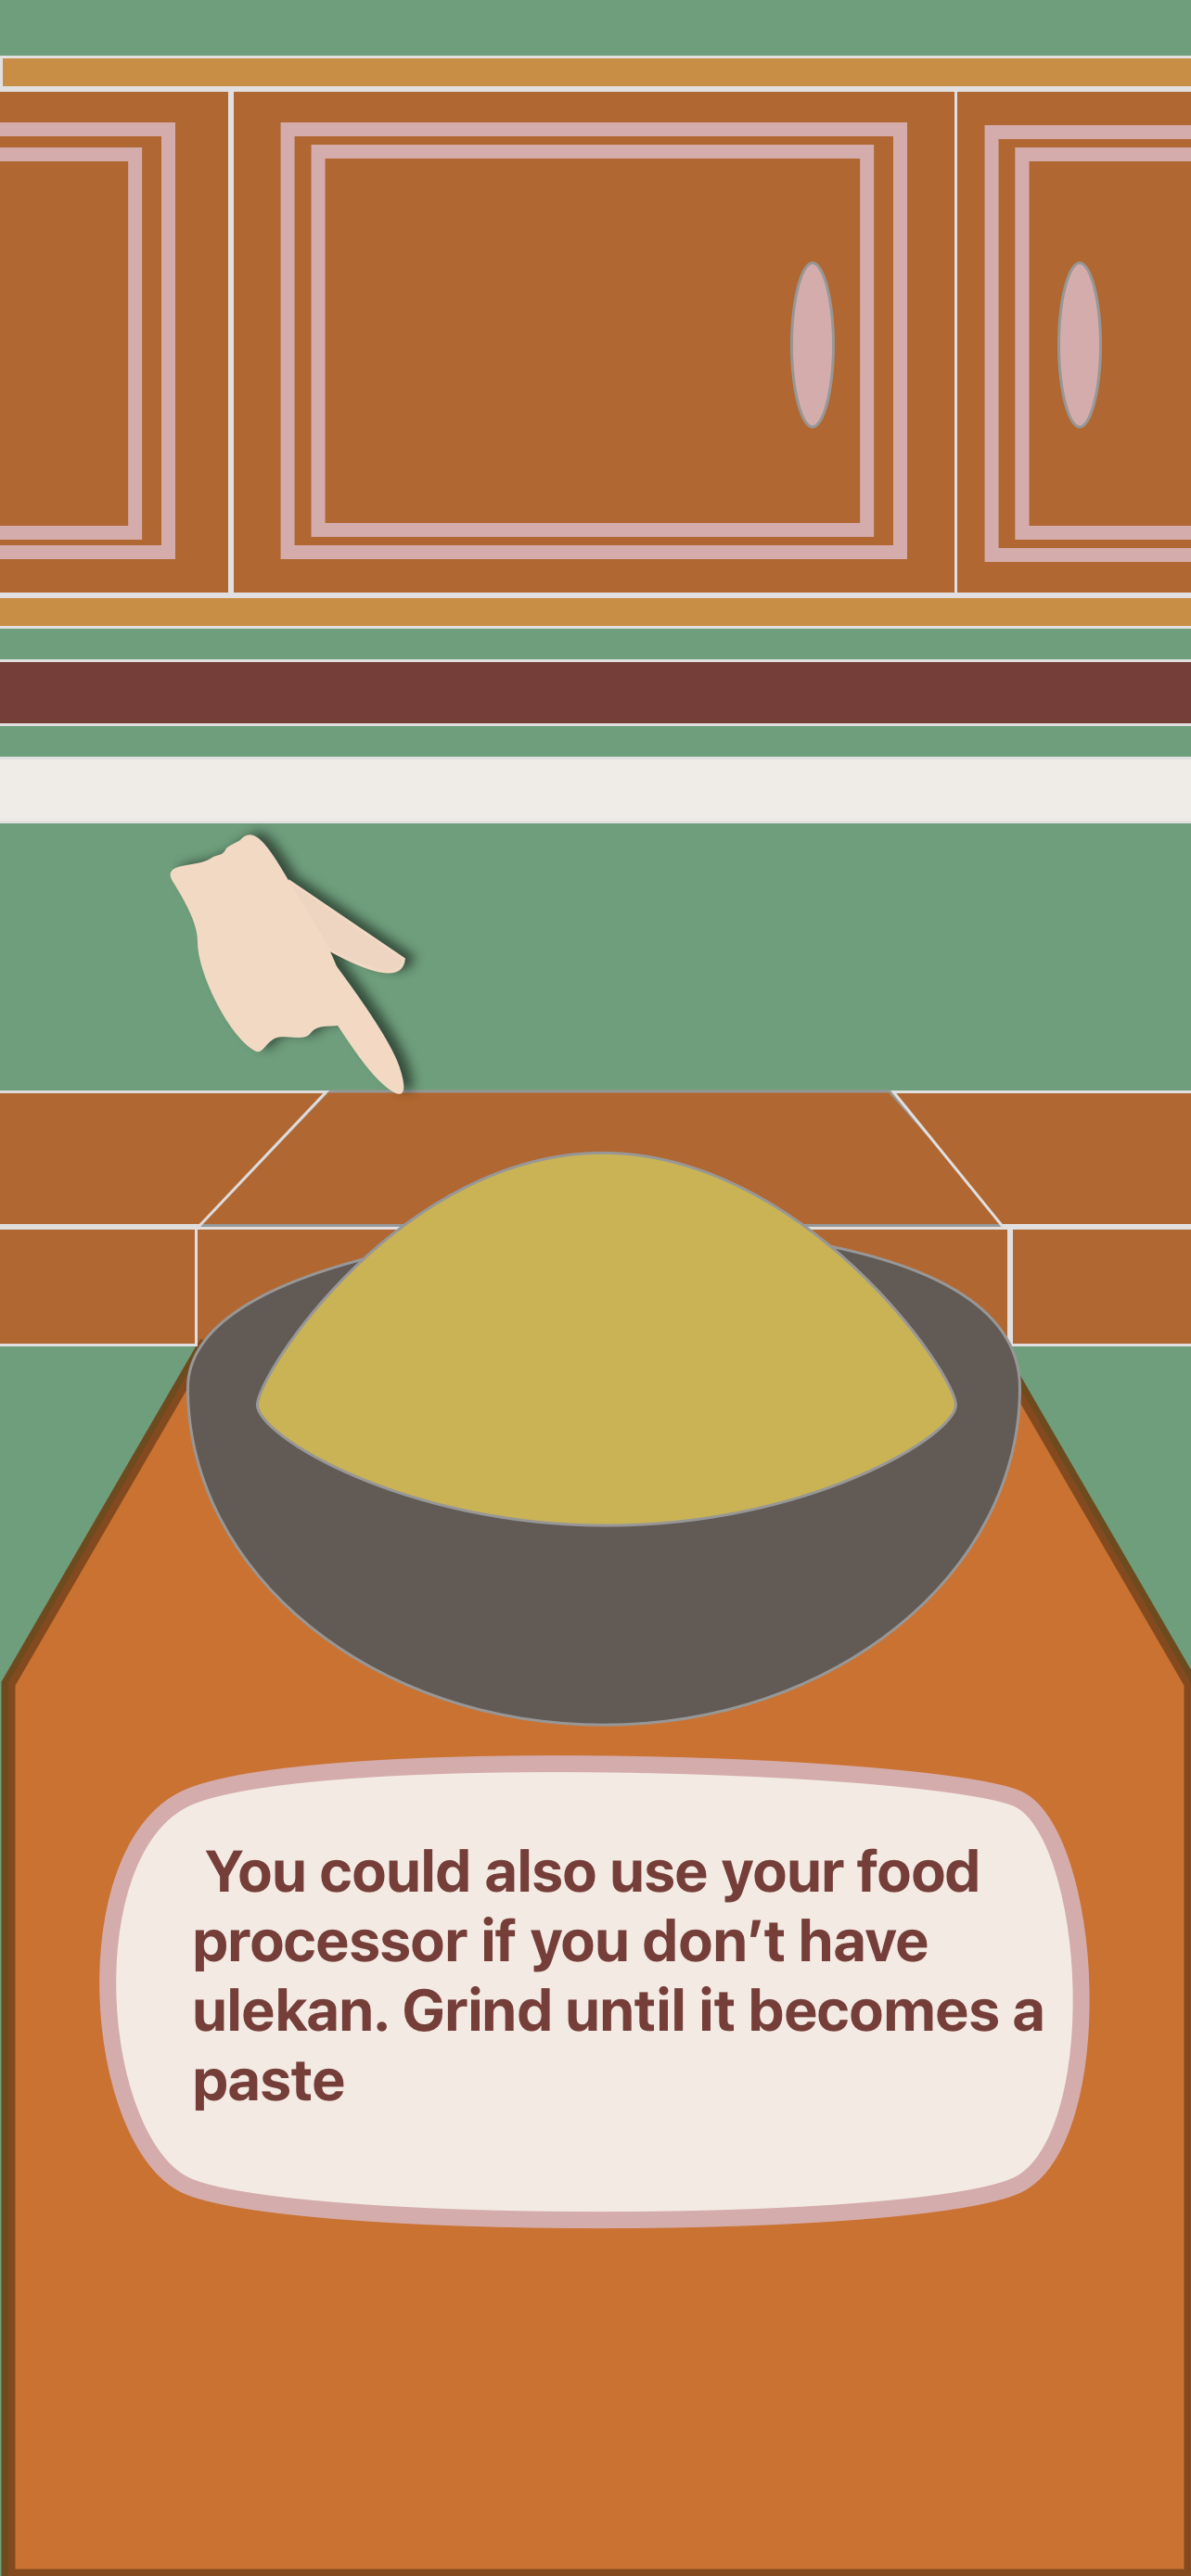 You could also use your food
processor if you don’t have
ulekan. Grind until it becomes a
paste